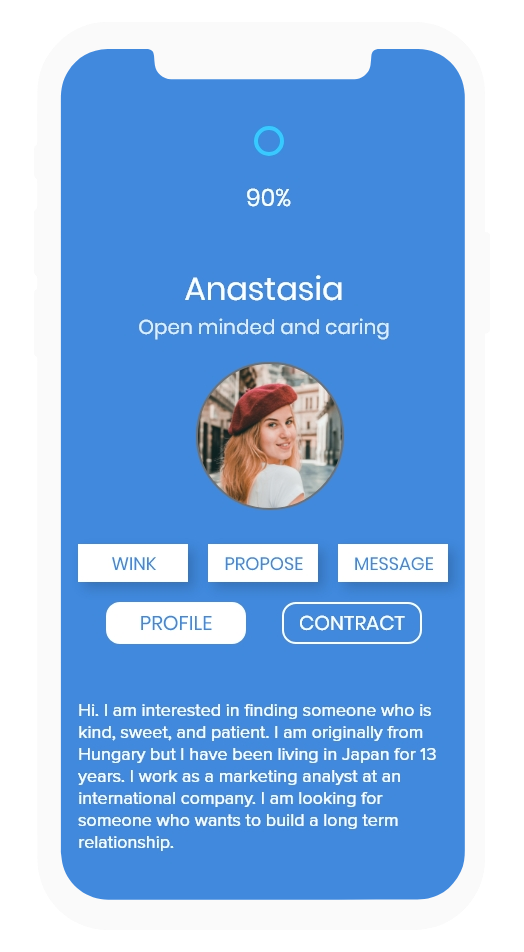 90%
Anastasia
Open minded and caring
WINK PROPOSE MESSAGE
PROFILE CONTRACT
Hi. I am interested in finding someone who is
kind, sweet, and patient. I am originally from
Hungary but I have been living in Japan for 13
years. I work as a marketing analyst at an
international company. I am looking for
someone who wants to build a long term
relationship.